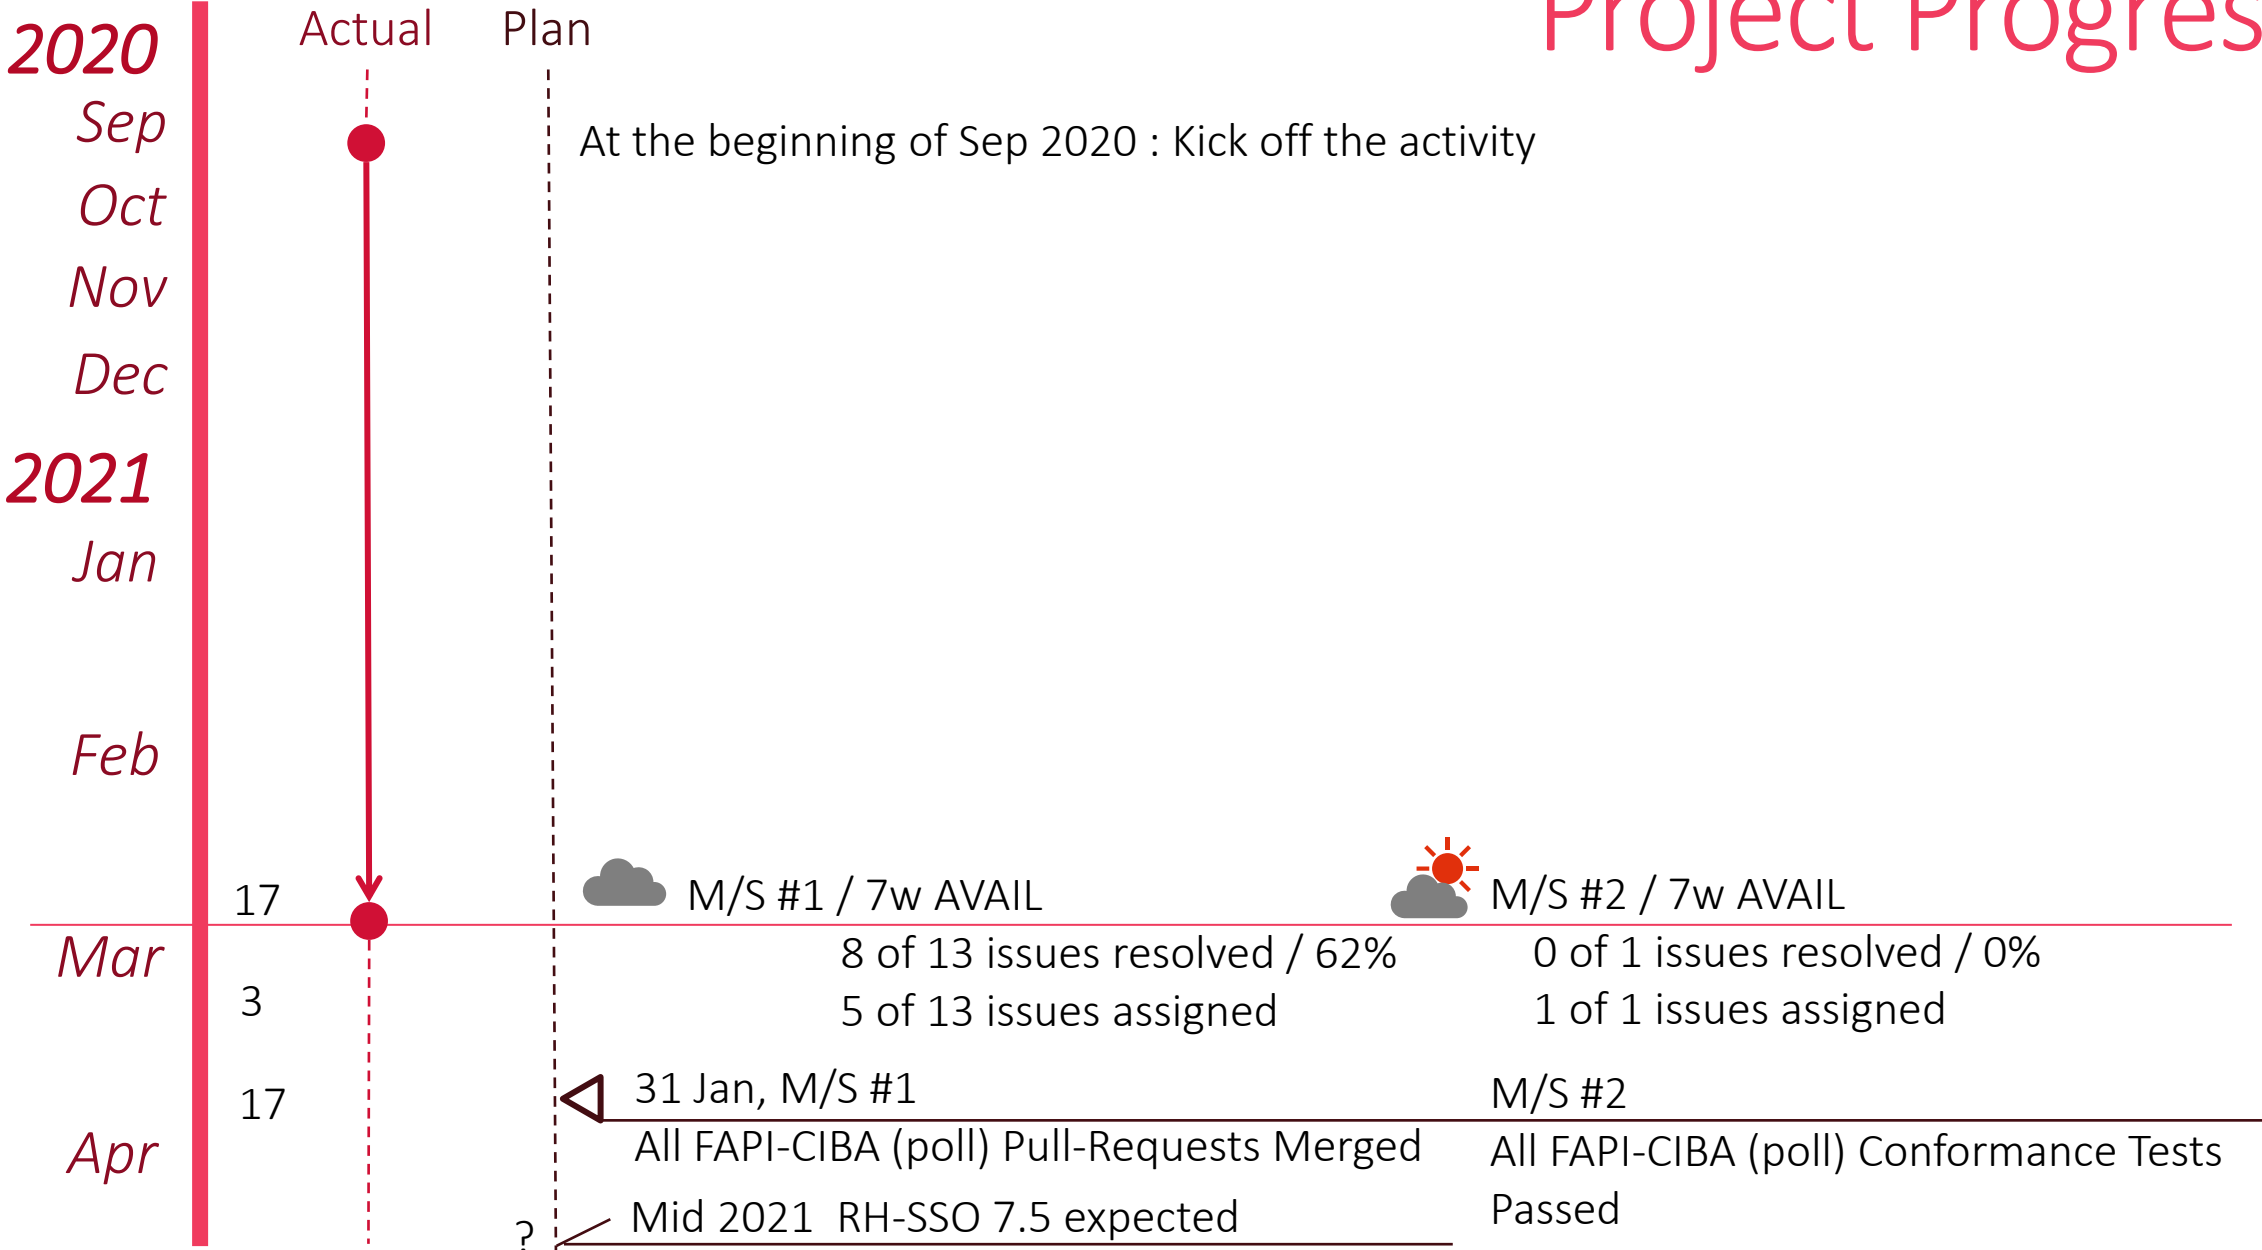 Project Progres
2020
Actual
Plan
Sep
At the beginning of Sep 2020 : Kick off the activity
Oct
Nov
Dec
2021
Jan
Feb
17
M/S #1 / 7w AVAIL
M/S #2 / 7w AVAIL
Mar
8 of 13 issues resolved / 62%
0 of 1 issues resolved / 0%
3
5 of 13 issues assigned
1 of 1 issues assigned
17
31 Jan, M/S #1
M/S #2
Apr
All FAPI-CIBA (poll) Pull-Requests Merged
All FAPI-CIBA (poll) Conformance Tests
Passed
?
Mid 2021 RH-SSO 7.5 expected